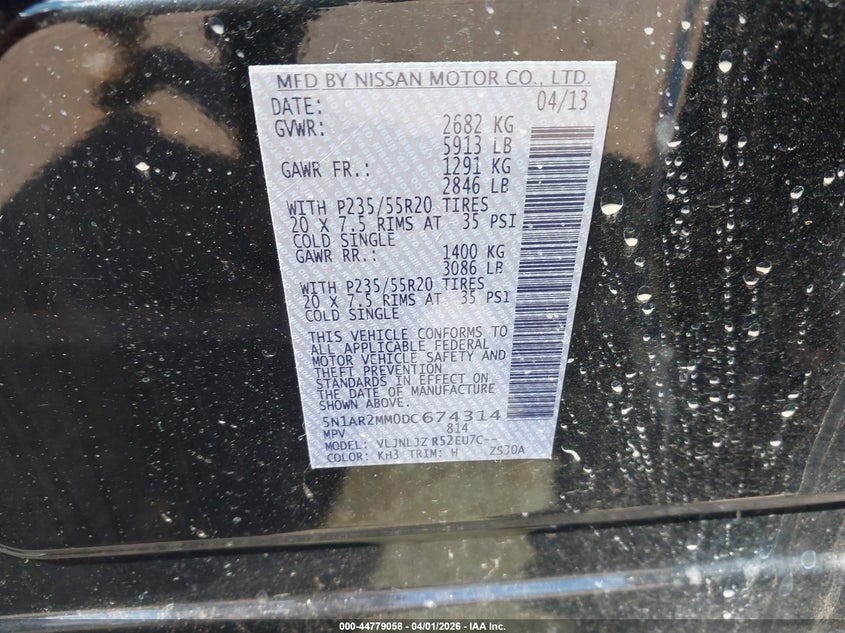 MFD BY NISSAN MOTOR CO., LTD.
DATE: 04/13
GVWR: 2682 KG
5913 LB
GAWR FR.: 1291 KG
2846 LB
WITH P235/55R20 TIRES
20 X 7.5 RIMS AT 35 PSI
COLD SINGLE
GAWR RR.: 1400 KG
3086 LB
WITH P235/55R20 TIRES
20 X 7.5 RIMS AT 35 PSI
COLD SINGLE
THIS VEHICLE CONFORMS TO
ALL APPLICABLE FEDERAL
MOTOR VEHICLE SAFETY AND
THEFT PREVENTION
STANDARDS IN EFFECT ON
THE DATE OF MANUFACTURE
SHOWN ABOVE.
5N1AR2MM0DC674314
MPV 814
MODEL: VLJNLJZ R52EU7C--
COLOR: KH3 TRIM: H ZS30A
000-44779058 - 04/01/2026 - IAA Inc.